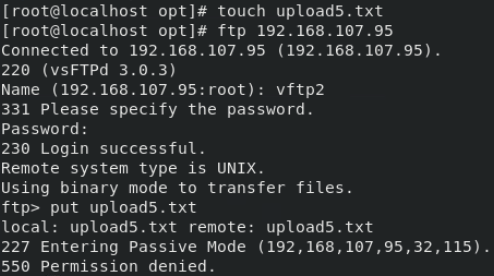 [root@localhost opt]# touch upload5.txt
[root@localhost opt]# ftp 192.168.107.95
Connected to 192.168.107.95 (192.168.107.95).
220 (vsFTPd 3.0.3)
Name (192.168.107.95:root): vftp2
331 Please specify the password.
Password:
230 Login successful.
Remote system type is UNIX.
Using binary mode to transfer files.
ftp> put upload5.txt
local: upload5.txt remote: upload5.txt
227 Entering Passive Mode (192,168,107,95,32,115).
550 Permission denied.